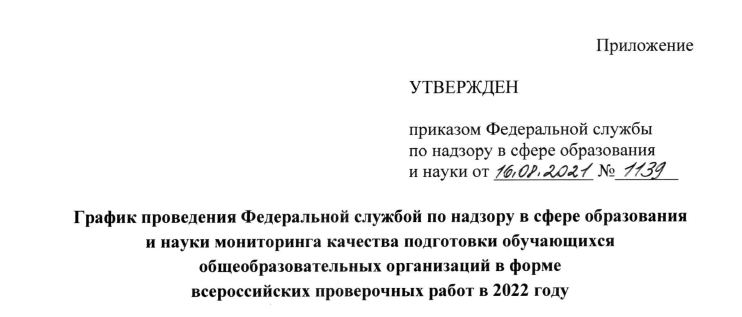 Приложение
УТВЕРЖДЕН
приказом Федеральной службы
по надзору в сфере образования
и науки от 16.08.2021 № 1139
График проведения Федеральной службой по надзору в сфере образования
и науки мониторинга качества подготовки обучающихся
общеобразовательных организаций в форме
всероссийских проверочных работ в 2022 году